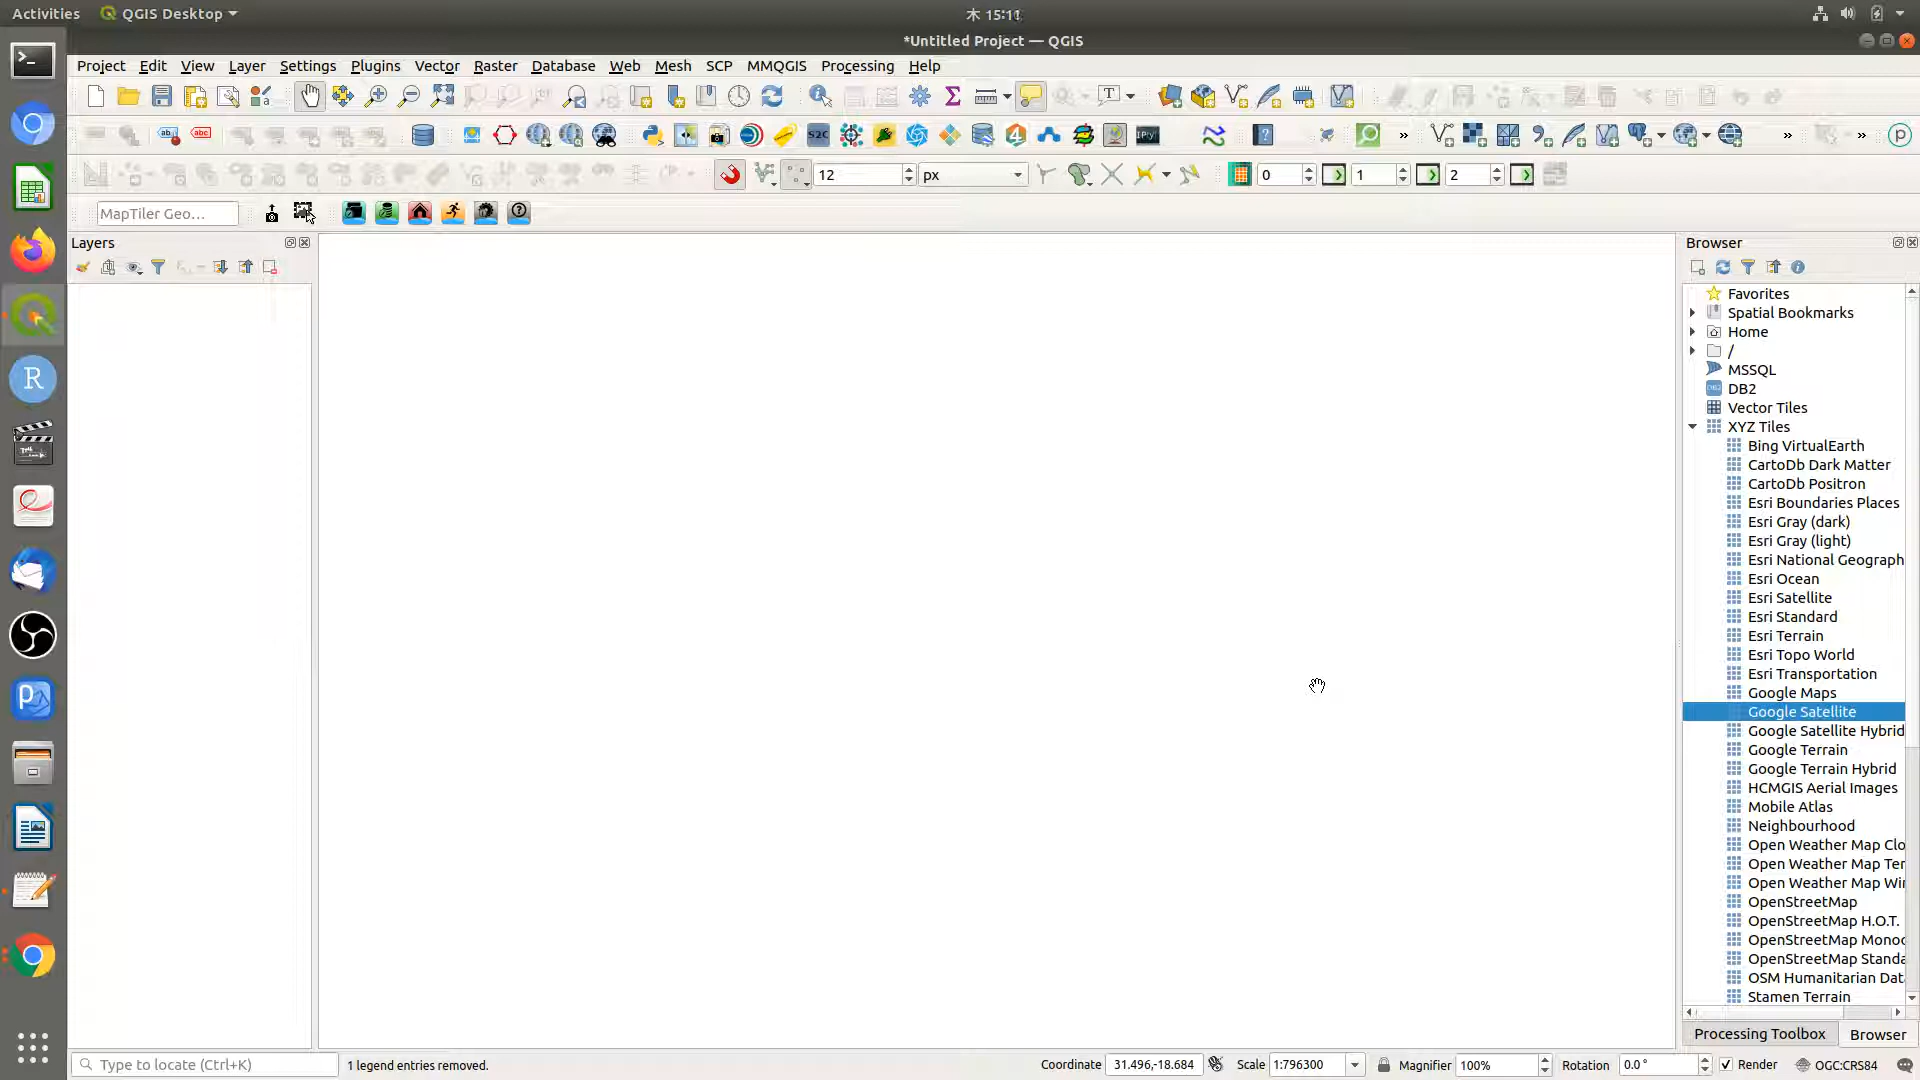 Activities QGIS Desktop 木 15:11
*Untitled Project — QGIS
Project Edit View Layer Settings Plugins Vector Raster Database Web Mesh SCP MMQGIS Processing Help
abc abc S2C IP[y]: p
12 px 0 1 2
MapTiler Geo...
Layers
Browser
Favorites
Spatial Bookmarks
Home
/
MSSQL
DB2
Vector Tiles
XYZ Tiles
Bing VirtualEarth
CartoDb Dark Matter
CartoDb Positron
Esri Boundaries Places
Esri Gray (dark)
Esri Gray (light)
Esri National Geograph
Esri Ocean
Esri Satellite
Esri Standard
Esri Terrain
Esri Topo World
Esri Transportation
Google Maps
Google Satellite
Google Satellite Hybrid
Google Terrain
Google Terrain Hybrid
HCMGIS Aerial Images
Mobile Atlas
Neighbourhood
Open Weather Map Clo
Open Weather Map Ter
Open Weather Map Wi
OpenStreetMap
OpenStreetMap H.O.T.
OpenStreetMap Mono
OpenStreetMap Standa
OSM Humanitarian Dat
Stamen Terrain
Processing Toolbox Browser
Type to locate (Ctrl+K) 1 legend entries removed. Coordinate 31.496,-18.684 Scale 1:796300 Magnifier 100% Rotation 0.0 ° Render OGC:CRS84